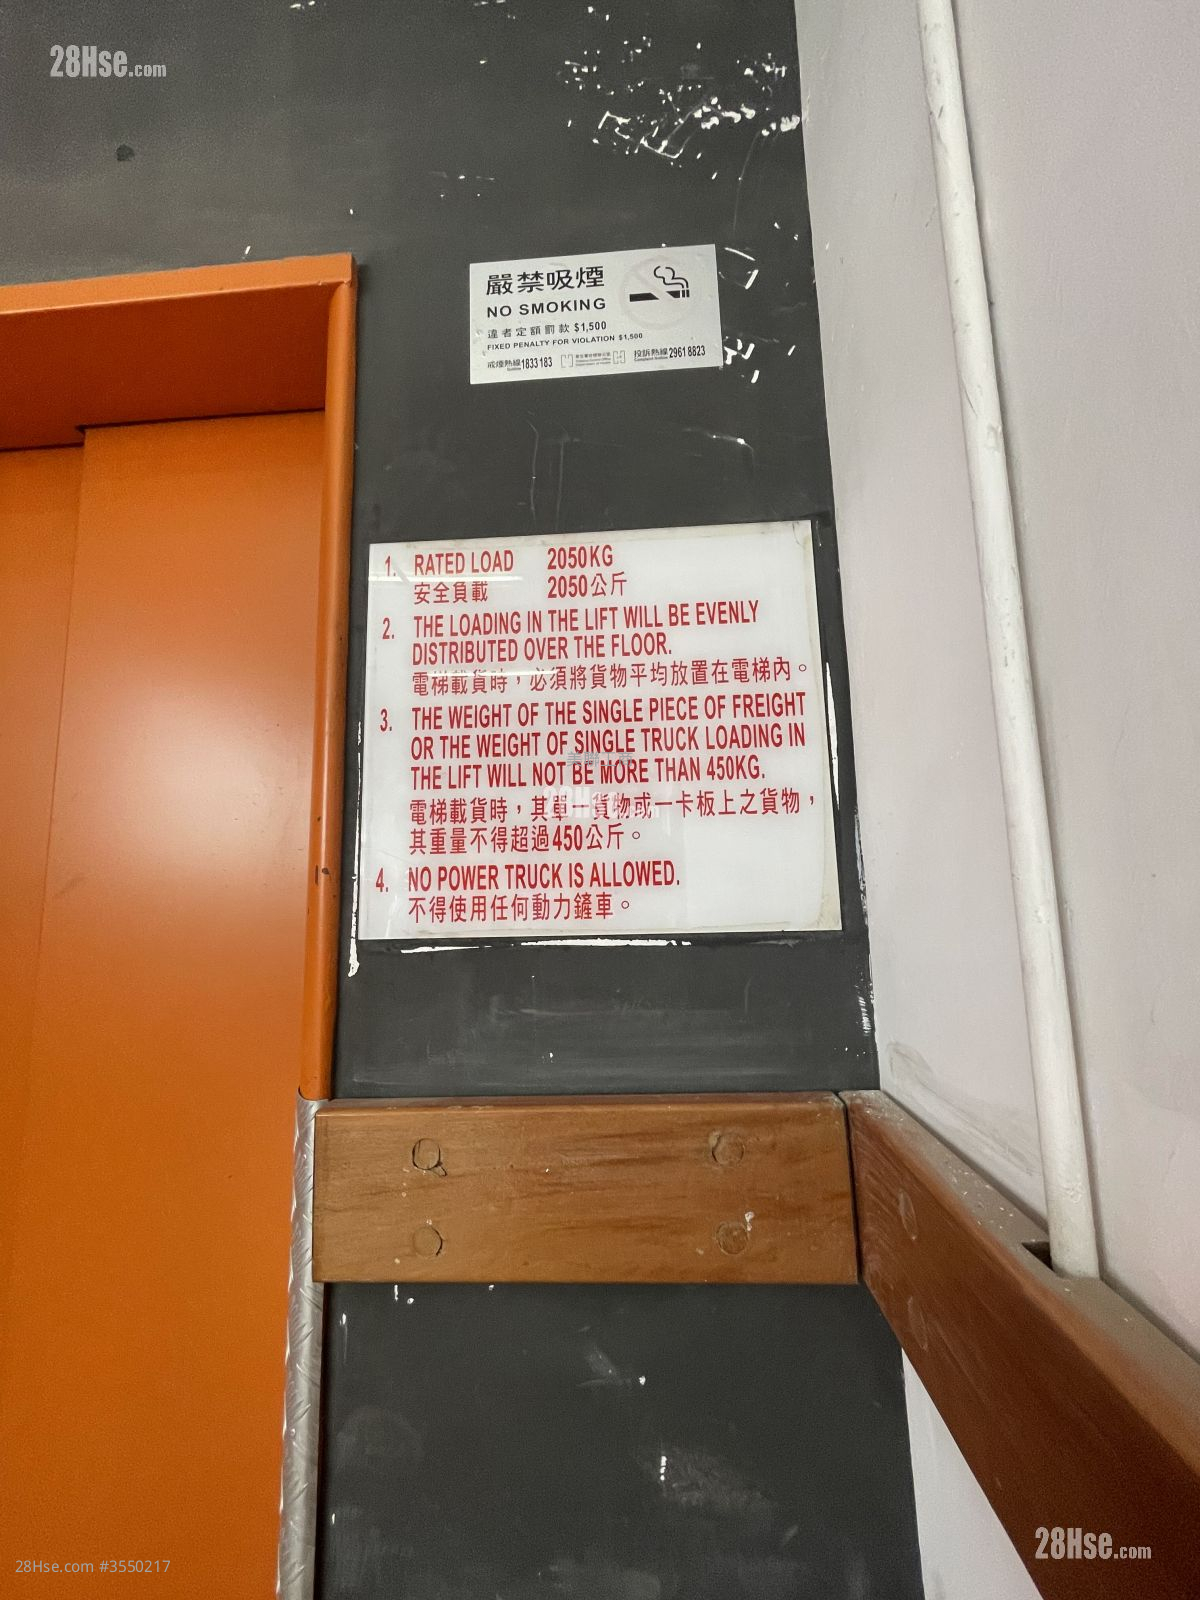 28Hse.com
嚴禁吸煙
NO SMOKING
違者定額罰款 $1,500
FIXED PENALTY FOR VIOLATION $1,500
戒煙熱線 1833 183 投訴熱線 2961 8823
1. RATED LOAD 2050KG
安全負載 2050公斤
2. THE LOADING IN THE LIFT WILL BE EVENLY
DISTRIBUTED OVER THE FLOOR.
電梯載貨時，必須將貨物平均放置在電梯內。
3. THE WEIGHT OF THE SINGLE PIECE OF FREIGHT
OR THE WEIGHT OF SINGLE TRUCK LOADING IN
THE LIFT WILL NOT BE MORE THAN 450KG.
電梯載貨時，其單一貨物或一卡板上之貨物，
其重量不得超過450公斤。
4. NO POWER TRUCK IS ALLOWED.
不得使用任何動力鏟車。
28Hse.com
28Hse.com #3550217
28Hse.com